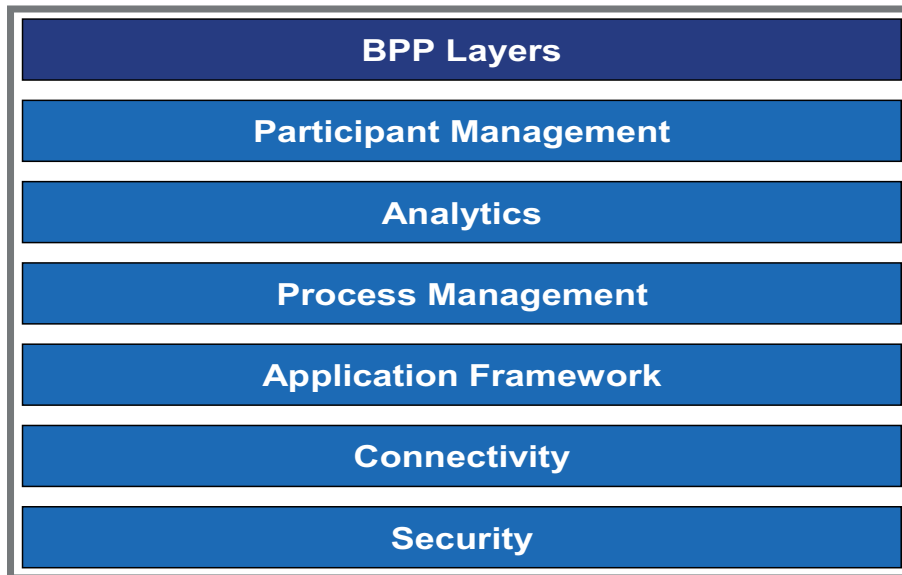 BPP Layers
Participant Management
Analytics
Process Management
Application Framework
Connectivity
Security